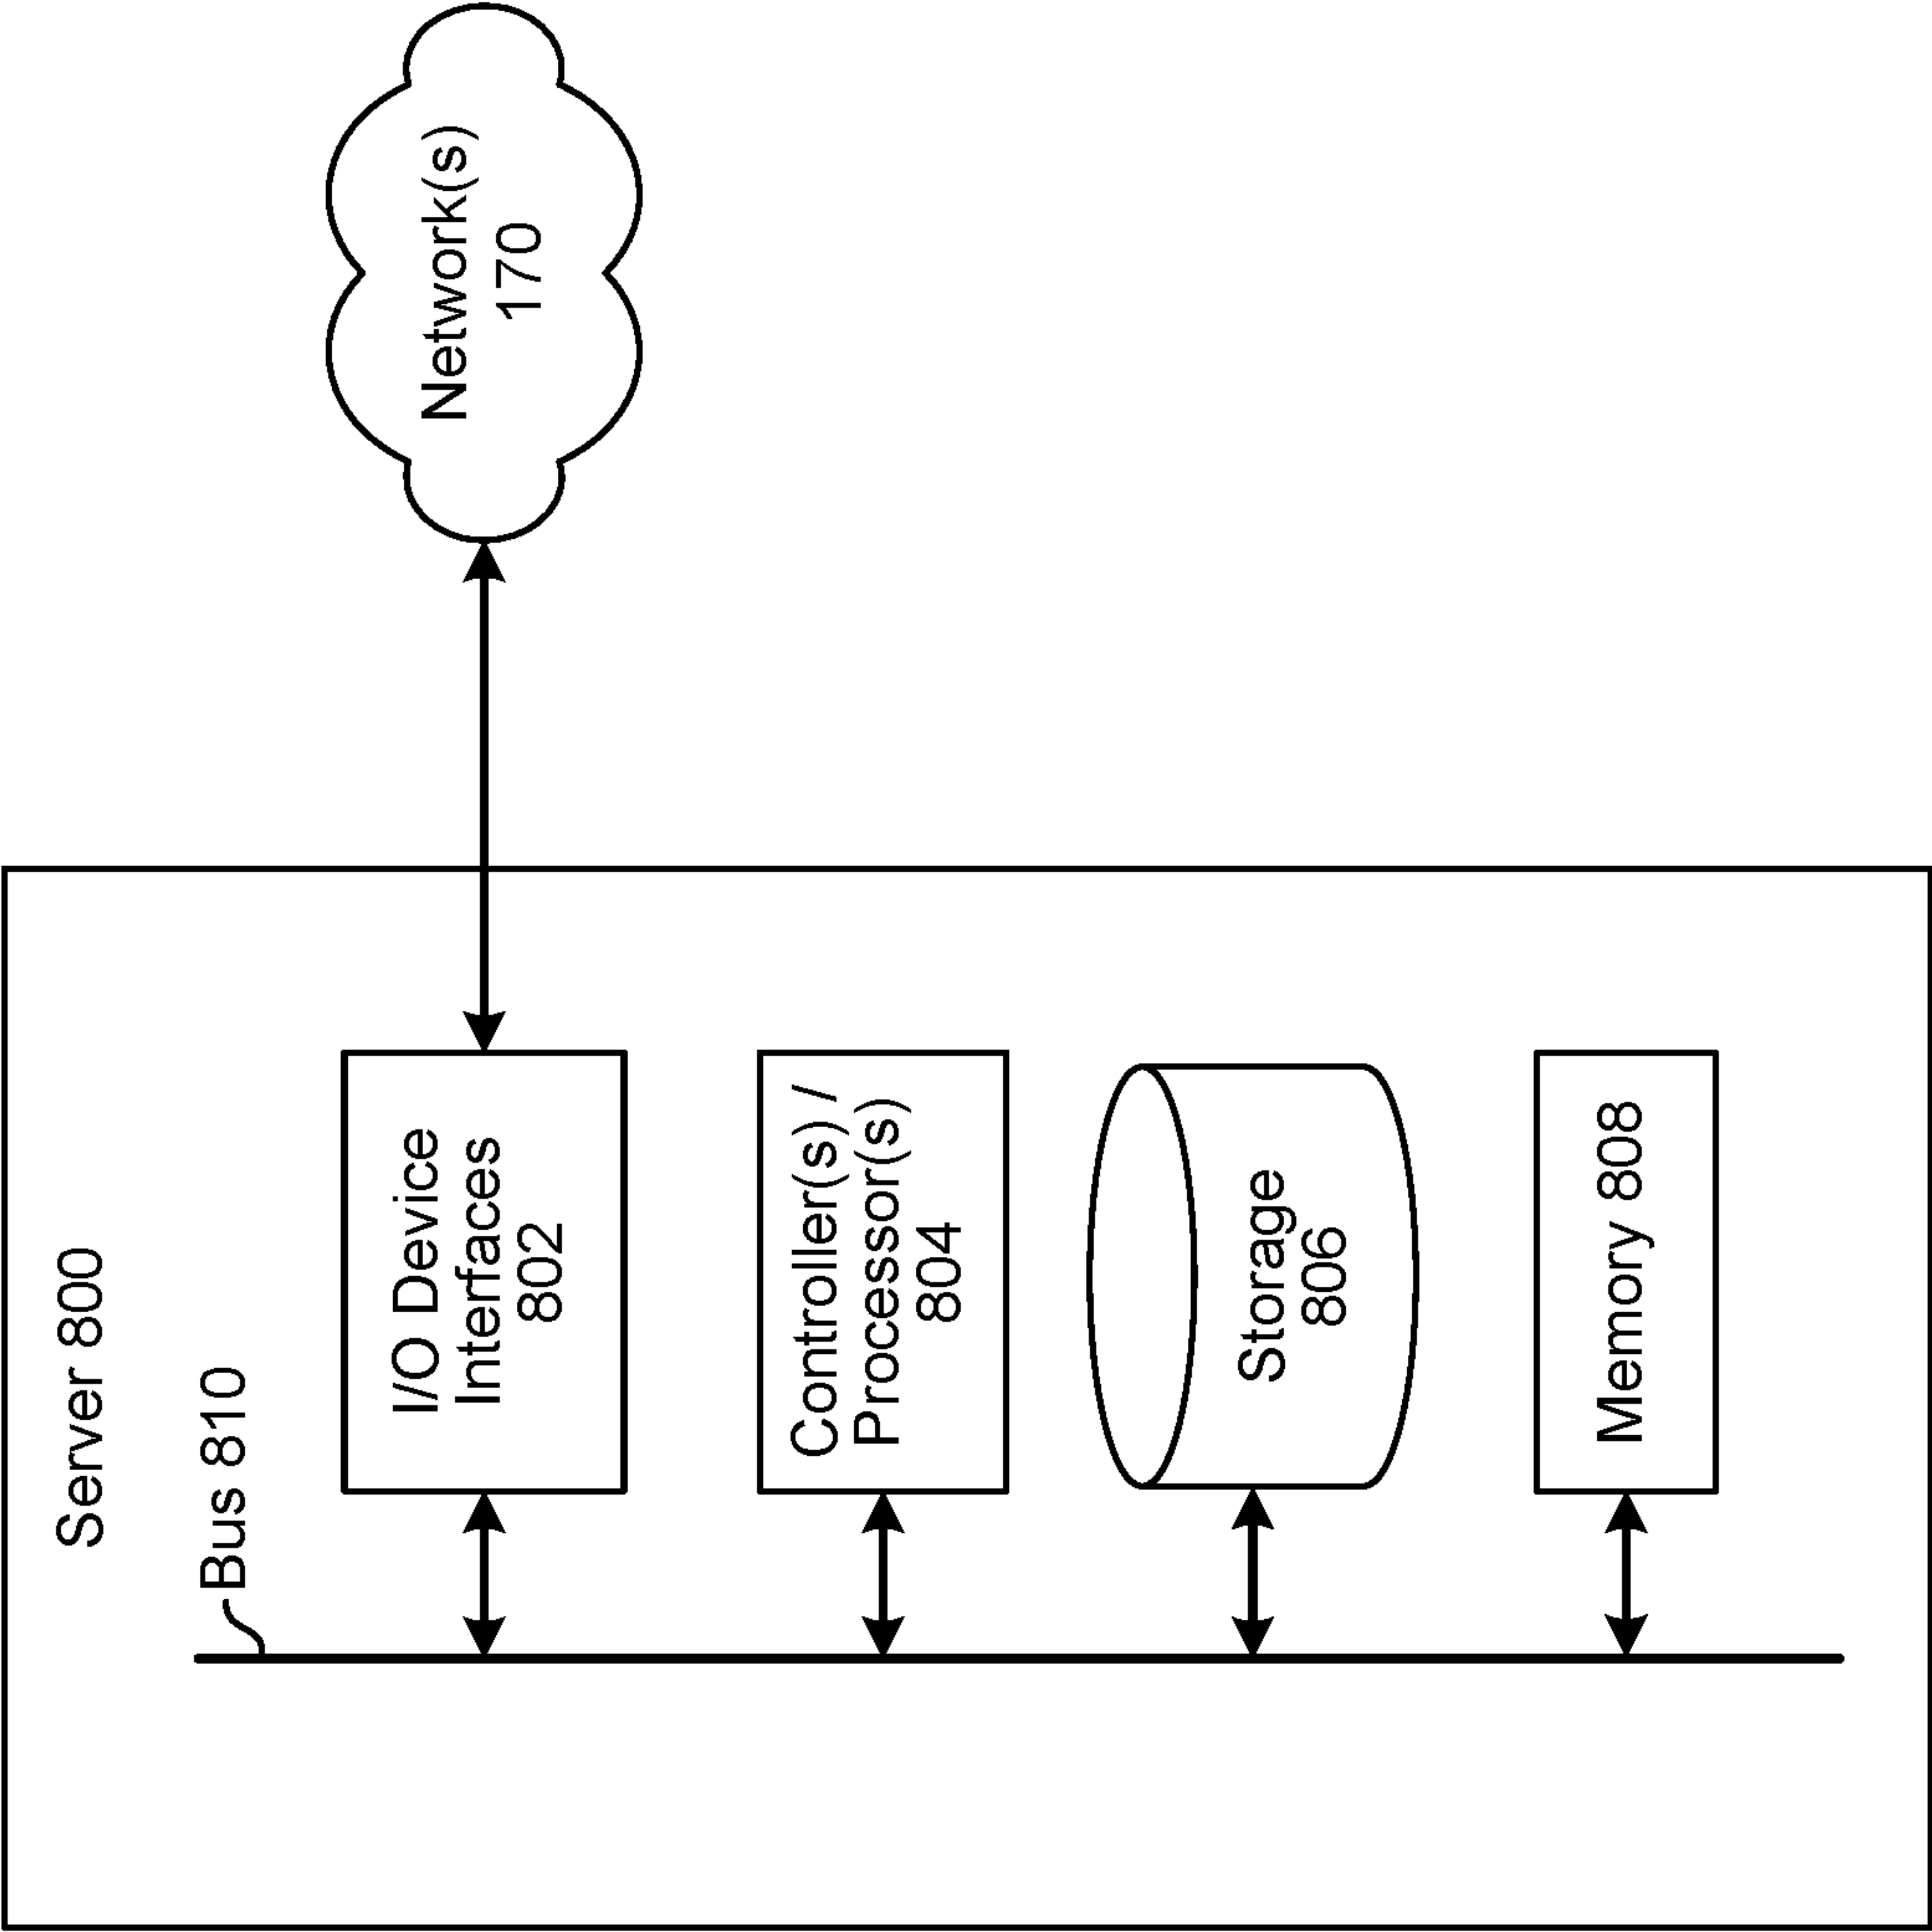 Server 800
Bus 810
I/O Device
Interfaces
802
Network(s)
170
Controller(s) /
Processor(s)
804
Storage
806
Memory 808